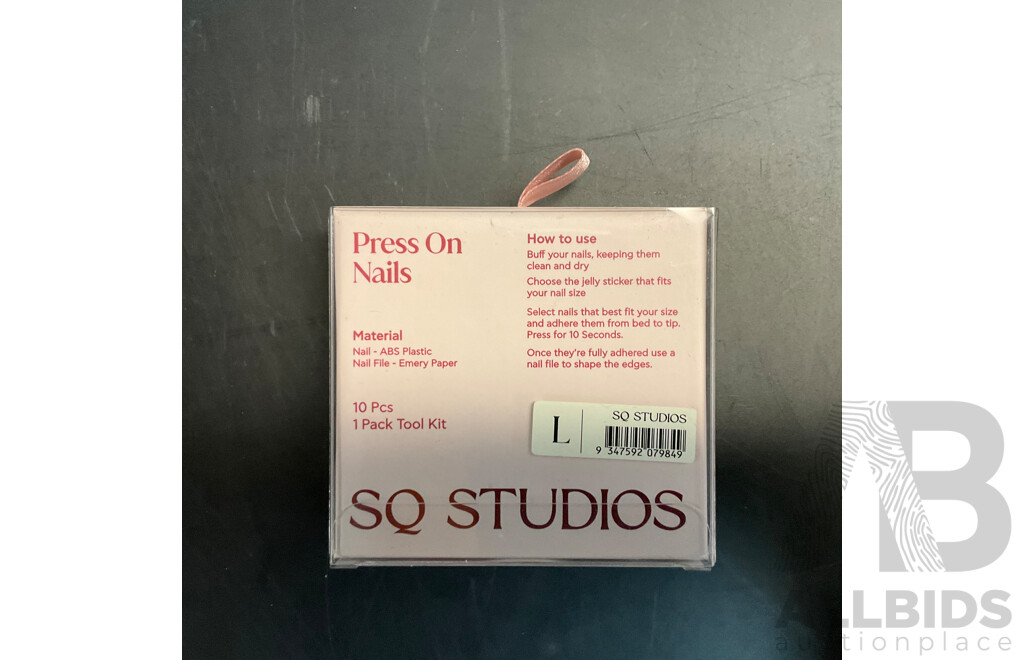 Press On
Nails
Material
Nail - ABS Plastic
Nail File - Emery Paper
10 Pcs
1 Pack Tool Kit
How to use
Buff your nails, keeping them
clean and dry
Choose the jelly sticker that fits
your nail size
Select nails that best fit your size
and adhere them from bed to tip.
Press for 10 Seconds.
Once they're fully adhered use a
nail file to shape the edges.
L
SQ STUDIOS
9 347592 079849
SQ STUDIOS
AB
ALLBIDS
auctionplace